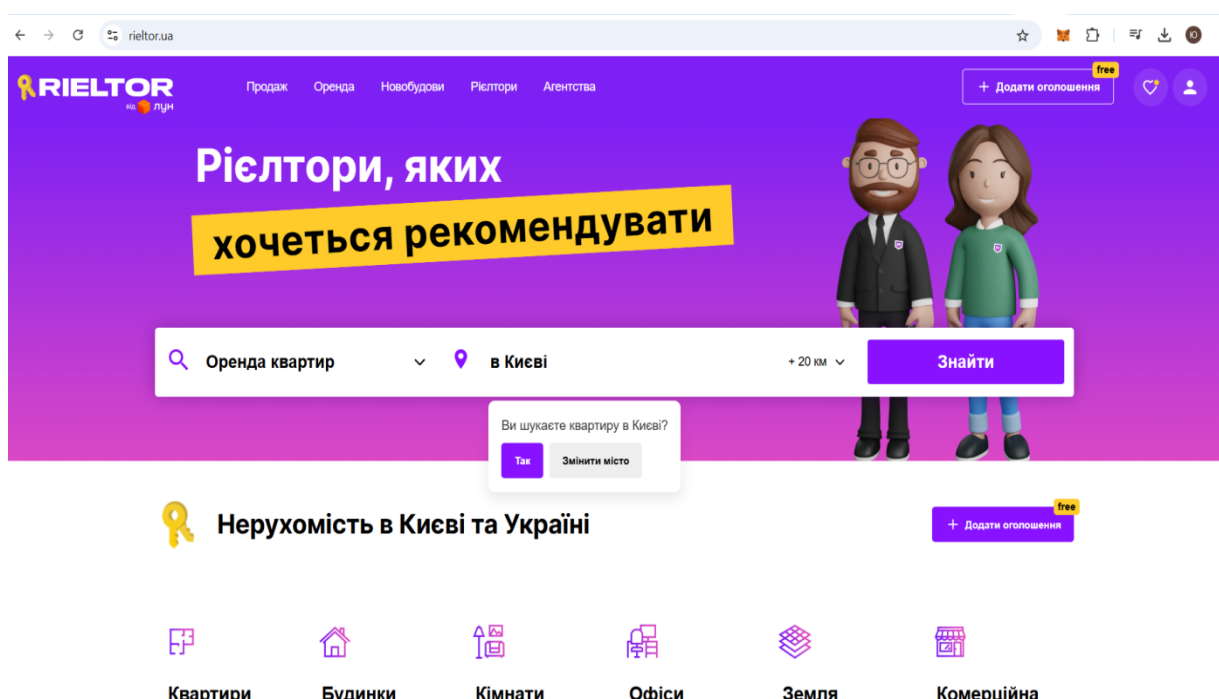 rieltor.ua
Ю
RIELTOR
від лун
Продаж Оренда Новобудови Рієлтори Агентства
+ Додати оголошення
free
Рієлтори, яких
хочеться рекомендувати
Оренда квартир
в Києві
+ 20 км
Знайти
Ви шукаєте квартиру в Києві?
Так Змінити місто
Нерухомість в Києві та Україні
+ Додати оголошення
free
Квартири Будинки Кімнати Офіси Земля Комерційна